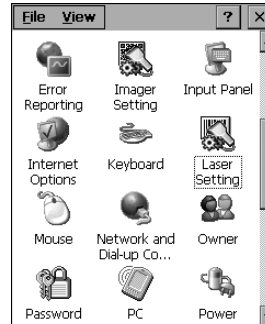 File View ? ×
Error Reporting
Imager Setting
Input Panel
Internet Options
Keyboard
Laser Setting
Mouse
Network and Dial-up Co...
Owner
Password
PC
Power